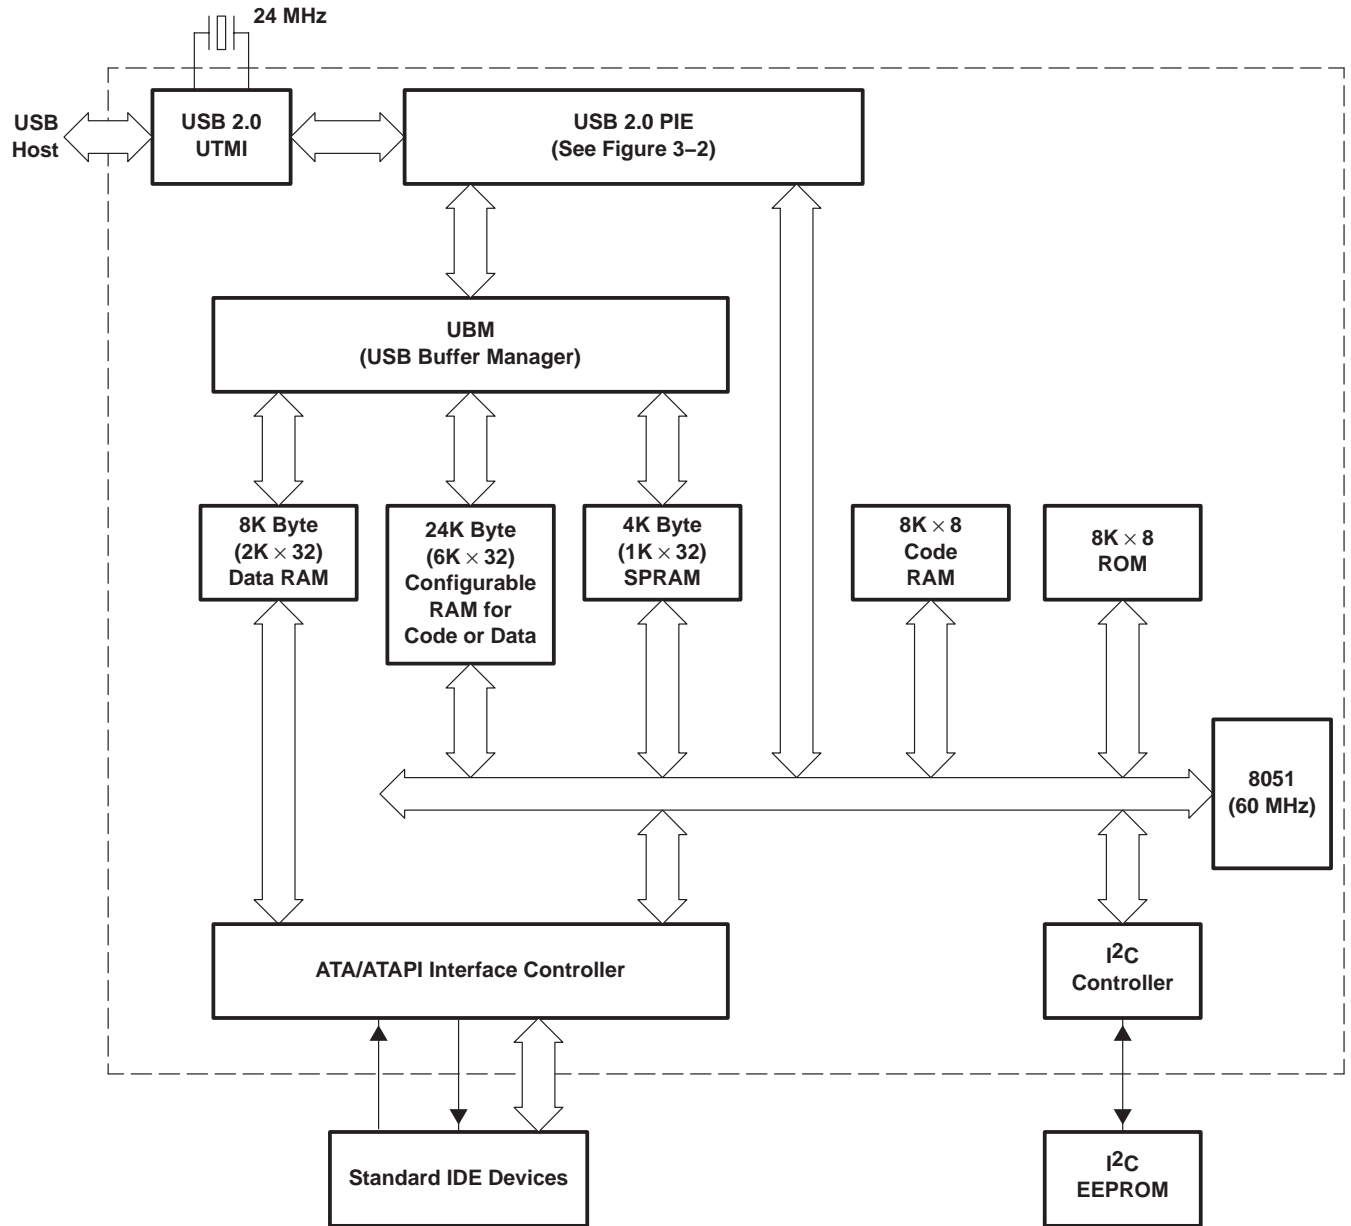 24 MHz
USB
Host
USB 2.0
UTMI
USB 2.0 PIE
(See Figure 3–2)
UBM
(USB Buffer Manager)
8K Byte
(2K × 32)
Data RAM
24K Byte
(6K × 32)
Configurable
RAM for
Code or Data
4K Byte
(1K × 32)
SPRAM
8K × 8
Code
RAM
8K × 8
ROM
8051
(60 MHz)
ATA/ATAPI Interface Controller
I²C
Controller
Standard IDE Devices
I²C
EEPROM